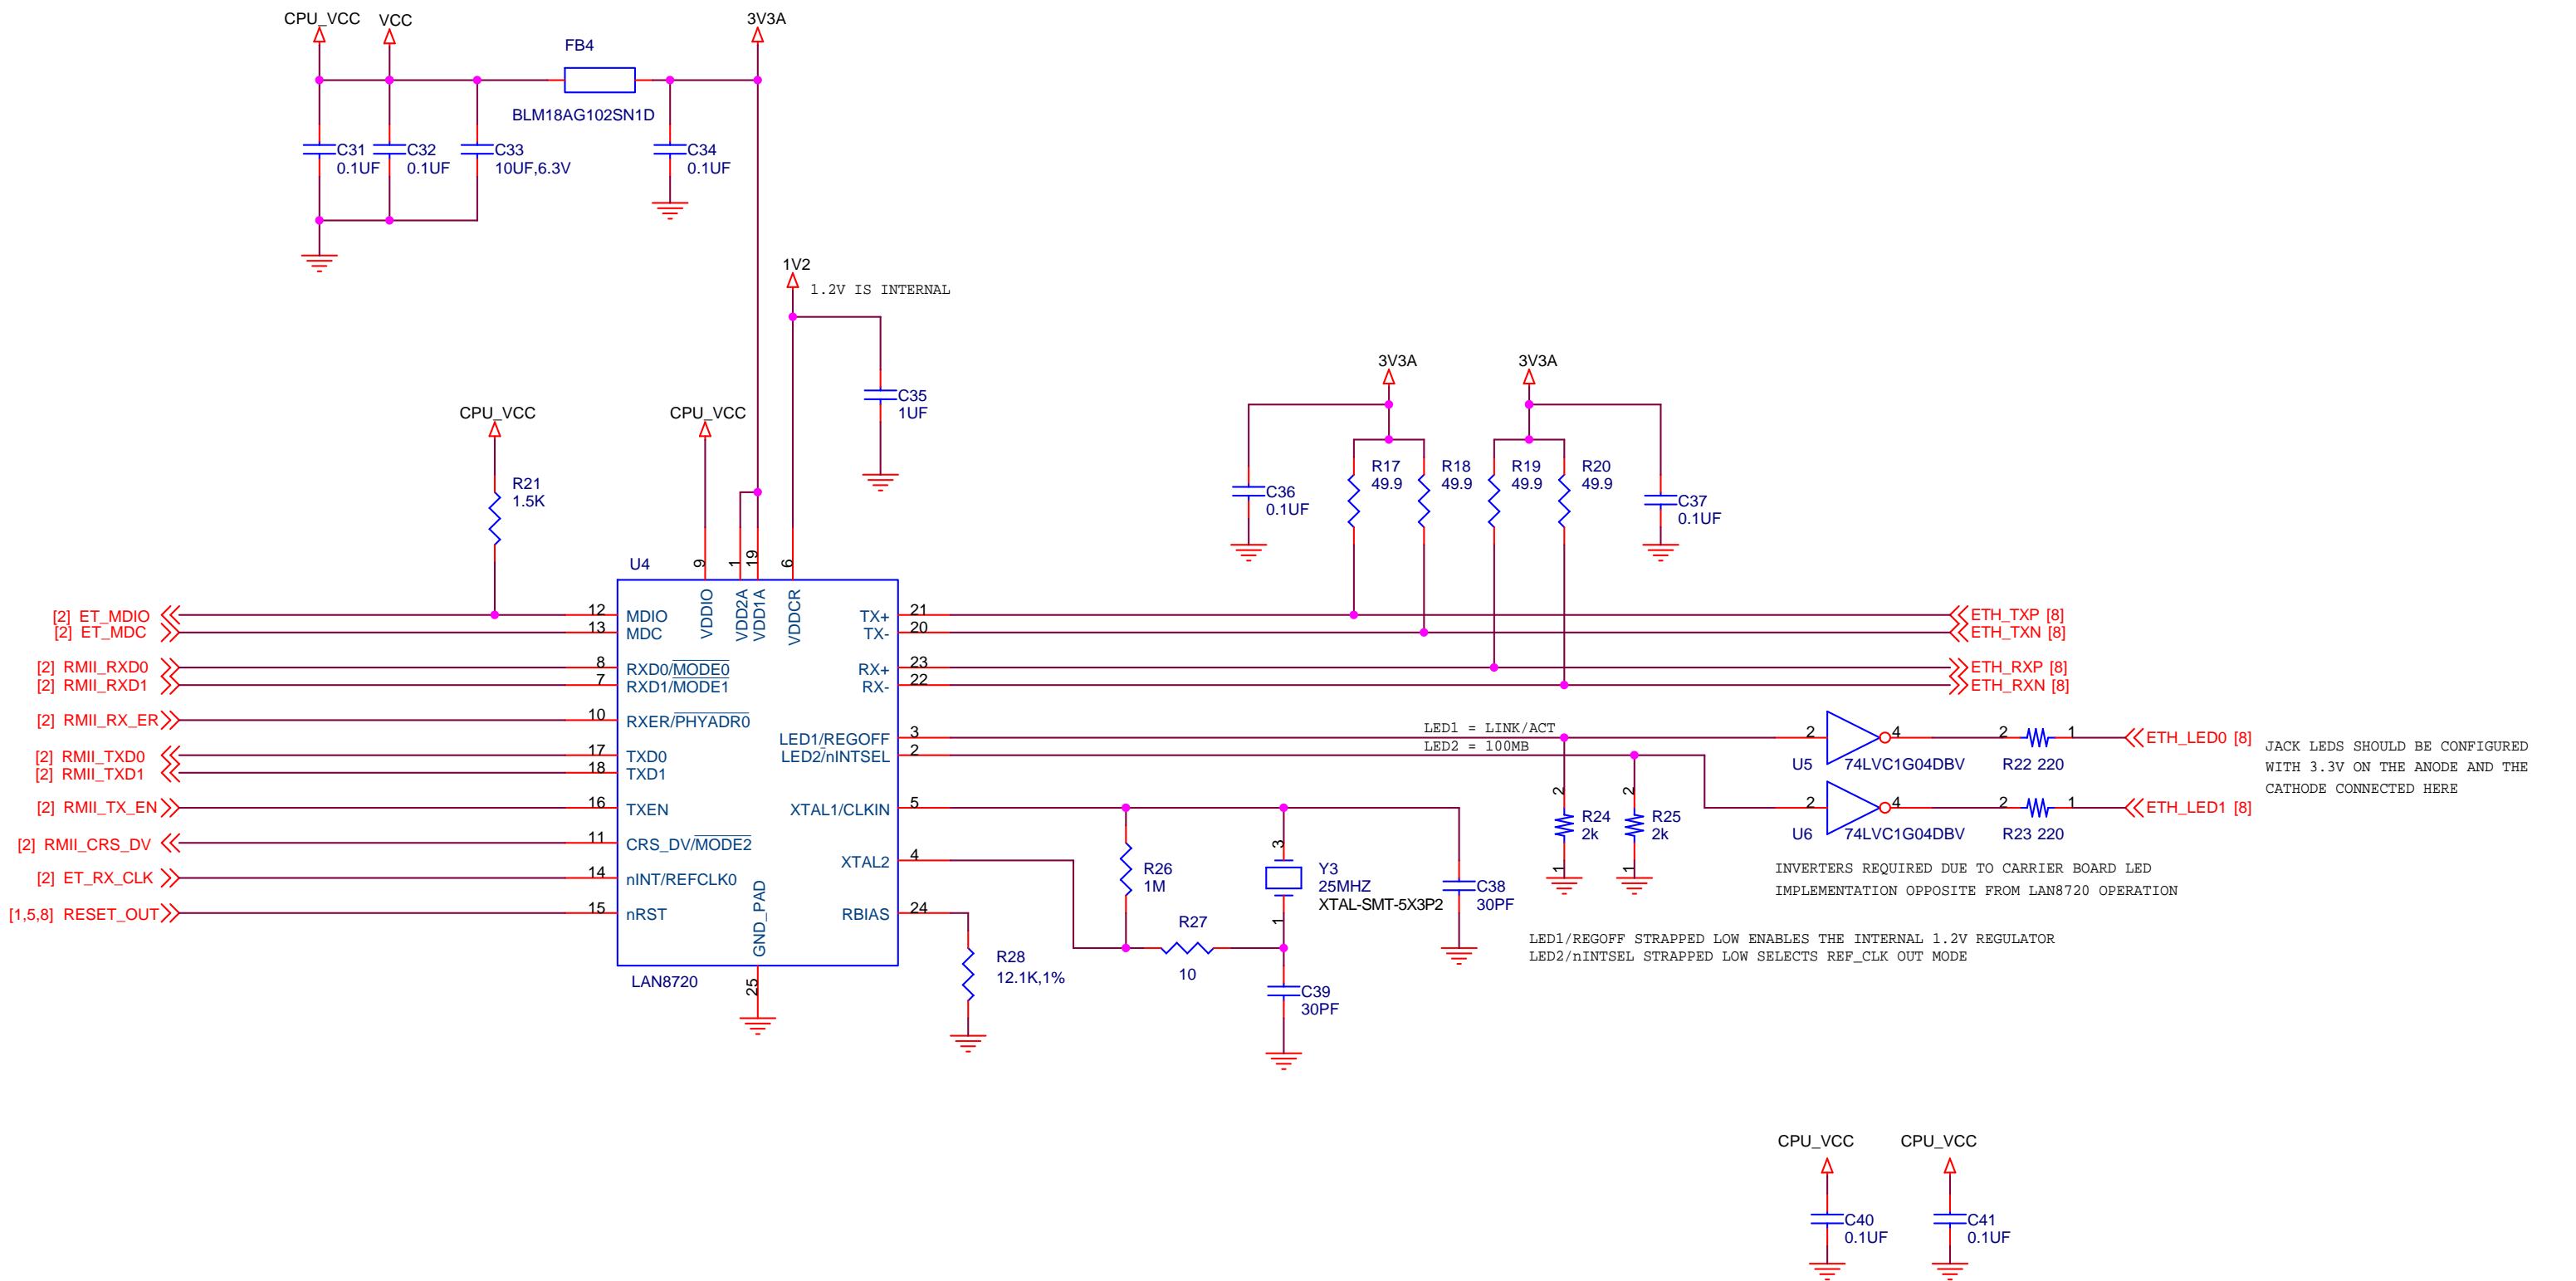 CPU_VCC
VCC
3V3A
FB4
BLM18AG102SN1D
C31
0.1UF
C32
0.1UF
C33
10UF,6.3V
C34
0.1UF
1V2
1.2V IS INTERNAL
C35
1UF
CPU_VCC
CPU_VCC
R21
1.5K
3V3A
3V3A
C36
0.1UF
R17
49.9
R18
49.9
R19
49.9
R20
49.9
C37
0.1UF
U4
9
1
19
6
VDDIO
VDD2A
VDD1A
VDDCR
[2] ET_MDIO
12
MDIO
[2] ET_MDC
13
MDC
[2] RMII_RXD0
8
RXD0/MODE0
[2] RMII_RXD1
7
RXD1/MODE1
[2] RMII_RX_ER
10
RXER/PHYADR0
[2] RMII_TXD0
17
TXD0
[2] RMII_TXD1
18
TXD1
[2] RMII_TX_EN
16
TXEN
[2] RMII_CRS_DV
11
CRS_DV/MODE2
[2] ET_RX_CLK
14
nINT/REFCLK0
[1,5,8] RESET_OUT
15
nRST
GND_PAD
25
LAN8720
TX+
21
ETH_TXP [8]
TX-
20
ETH_TXN [8]
RX+
23
ETH_RXP [8]
RX-
22
ETH_RXN [8]
LED1/REGOFF
3
LED1 = LINK/ACT
LED2/nINTSEL
2
LED2 = 100MB
XTAL1/CLKIN
5
XTAL2
4
RBIAS
24
R28
12.1K,1%
R26
1M
R27
10
3
1
Y3
25MHZ
XTAL-SMT-5X3P2
C38
30PF
C39
30PF
2
R24
2k
1
2
R25
2k
1
2
4
U5
74LVC1G04DBV
2
1
R22 220
ETH_LED0 [8]
2
4
U6
74LVC1G04DBV
2
1
R23 220
ETH_LED1 [8]
JACK LEDS SHOULD BE CONFIGURED
WITH 3.3V ON THE ANODE AND THE
CATHODE CONNECTED HERE
INVERTERS REQUIRED DUE TO CARRIER BOARD LED
IMPLEMENTATION OPPOSITE FROM LAN8720 OPERATION
LED1/REGOFF STRAPPED LOW ENABLES THE INTERNAL 1.2V REGULATOR
LED2/nINTSEL STRAPPED LOW SELECTS REF_CLK OUT MODE
CPU_VCC
CPU_VCC
C40
0.1UF
C41
0.1UF